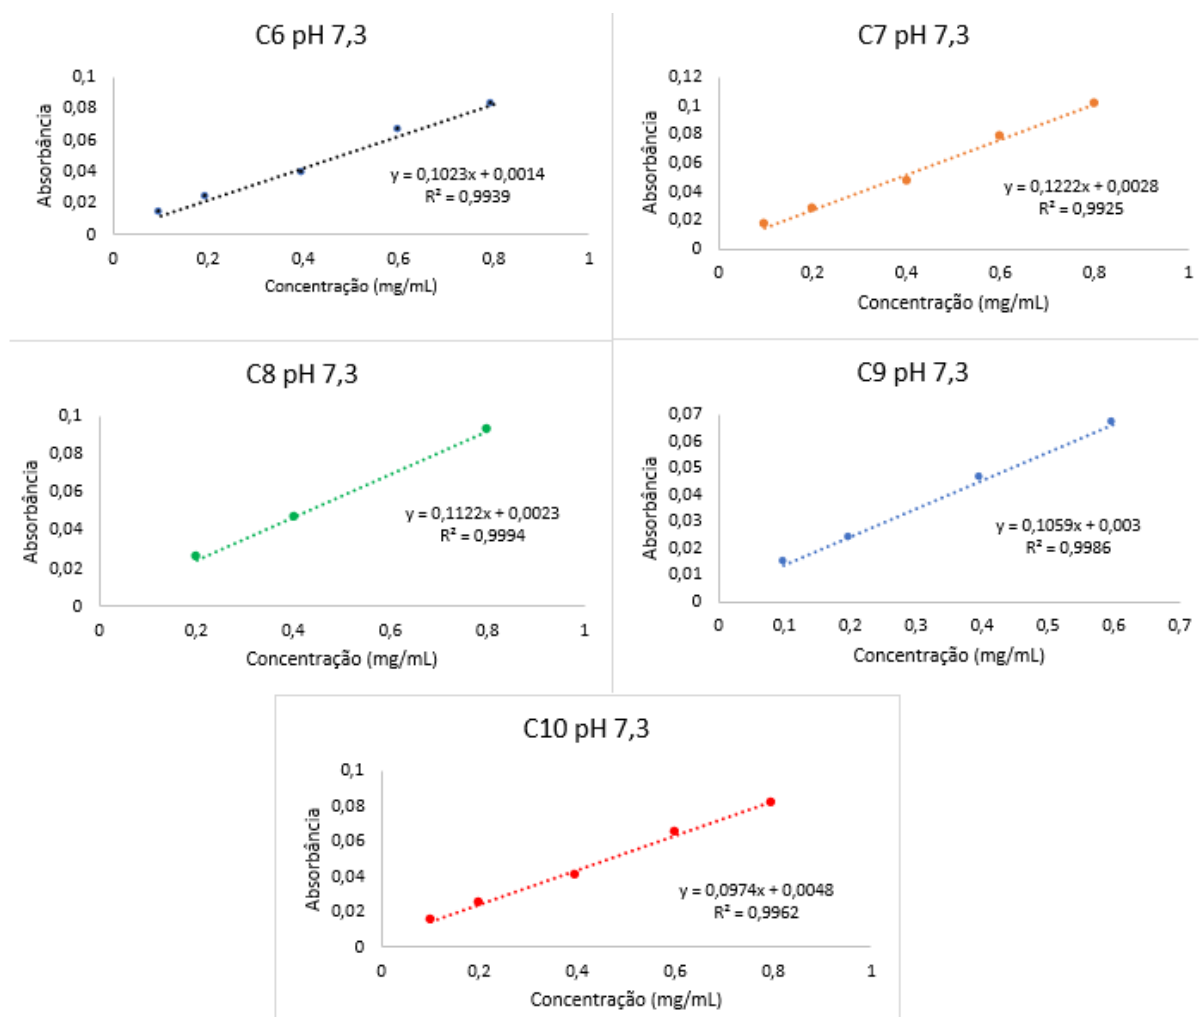 C6 pH 7,3
0,1
0,08
0,06
0,04
0,02
0
Absorbância
y = 0,1023x + 0,0014
R² = 0,9939
0 0,2 0,4 0,6 0,8 1
Concentração (mg/mL)
C7 pH 7,3
0,12
0,1
0,08
0,06
0,04
0,02
0
Absorbância
y = 0,1222x + 0,0028
R² = 0,9925
0 0,2 0,4 0,6 0,8 1
Concentração (mg/mL)
C8 pH 7,3
0,1
0,08
0,06
0,04
0,02
0
Absorbância
y = 0,1122x + 0,0023
R² = 0,9994
0 0,2 0,4 0,6 0,8 1
Concentração (mg/mL)
C9 pH 7,3
0,07
0,06
0,05
0,04
0,03
0,02
0,01
0
Absorbância
y = 0,1059x + 0,003
R² = 0,9986
0 0,1 0,2 0,3 0,4 0,5 0,6 0,7
Concentração (mg/mL)
C10 pH 7,3
0,1
0,08
0,06
0,04
0,02
0
Absorbância
y = 0,0974x + 0,0048
R² = 0,9962
0 0,2 0,4 0,6 0,8 1
Concentração (mg/mL)